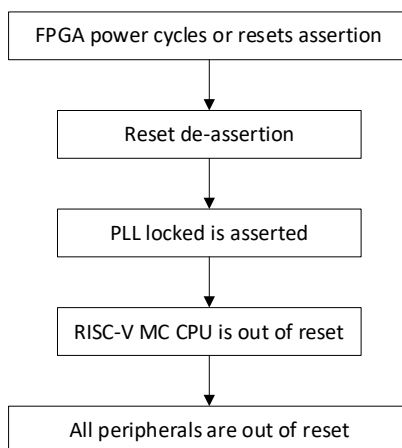 FPGA power cycles or resets assertion
Reset de-assertion
PLL locked is asserted
RISC-V MC CPU is out of reset
All peripherals are out of reset